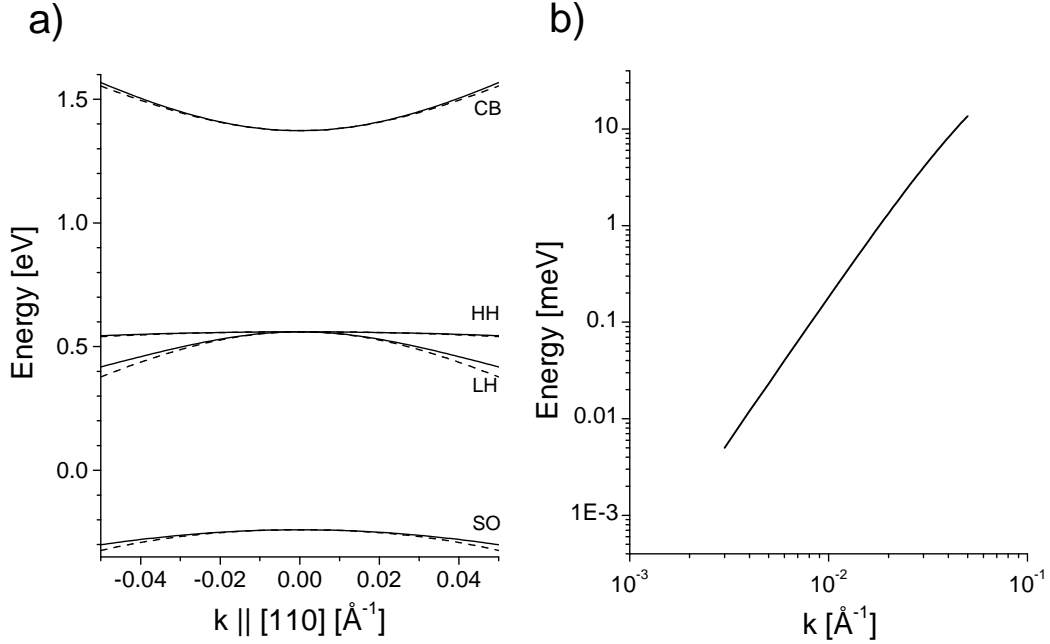 a)
1.5
1.0
0.5
0.0
Energy [eV]
CB
HH
LH
SO
-0.04 -0.02 0.00 0.02 0.04
k || [110] [Å⁻¹]
b)
10
1
0.1
0.01
1E-3
Energy [meV]
10⁻³ 10⁻² 10⁻¹
k [Å⁻¹]